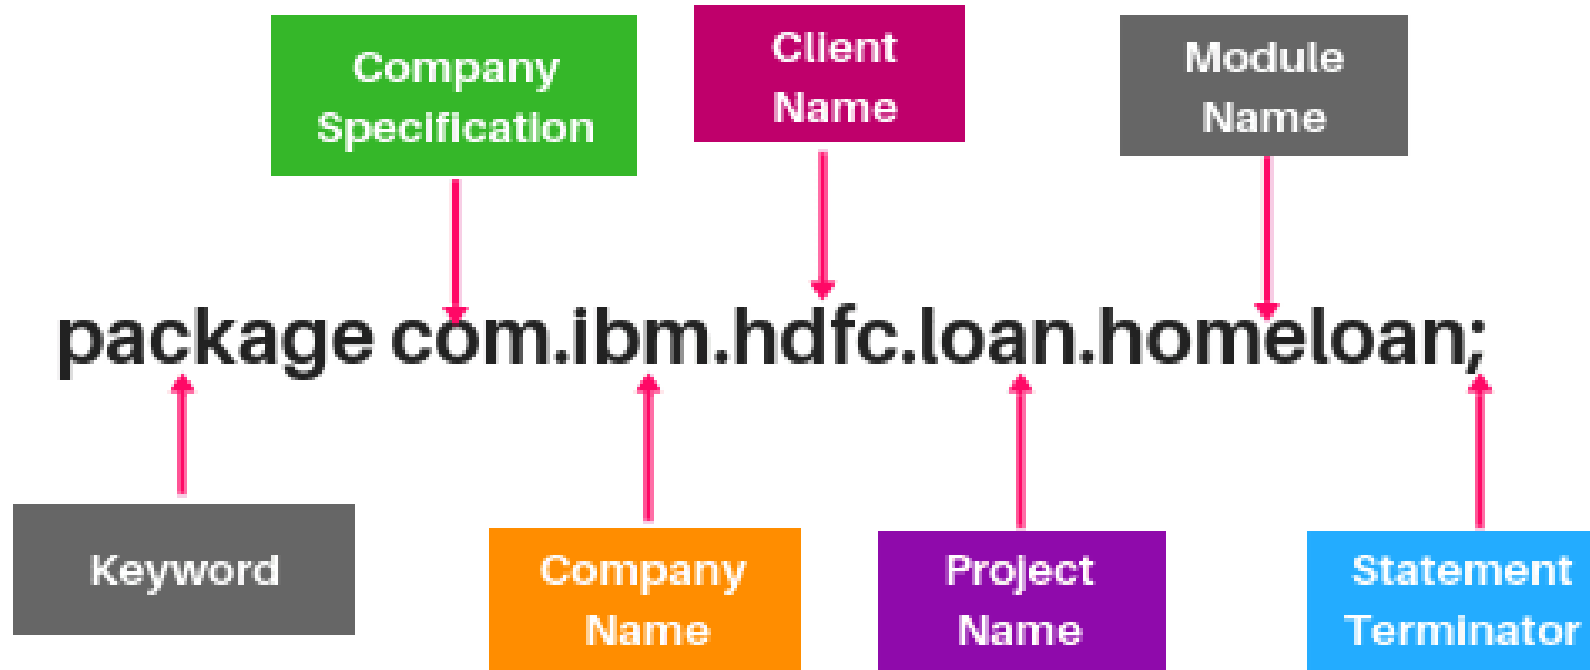 Company
Specification
Client
Name
Module
Name
package com.ibm.hdfc.loan.homeloan;
Keyword
Company
Name
Project
Name
Statement
Terminator